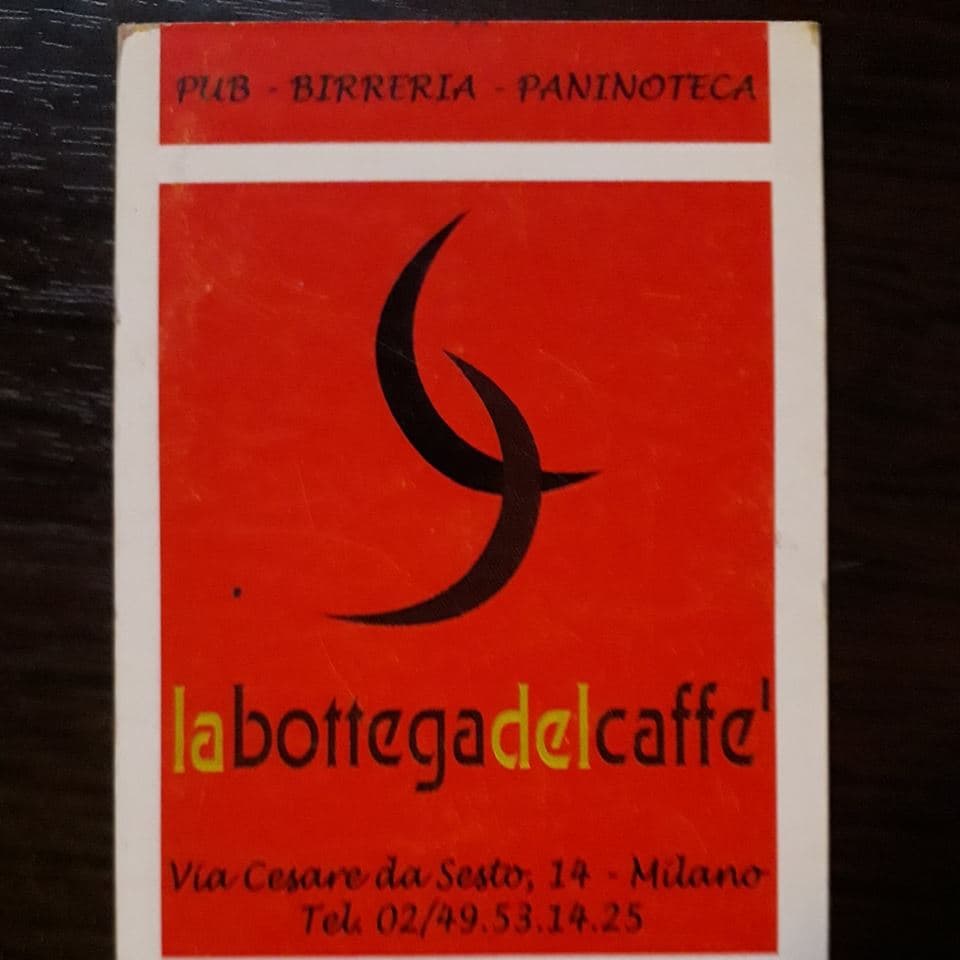 PUB - BIRRERIA - PANINOTECA
labottegadelcaffe'
Via Cesare da Sesto, 14 - Milano
Tel. 02/49.53.14.25